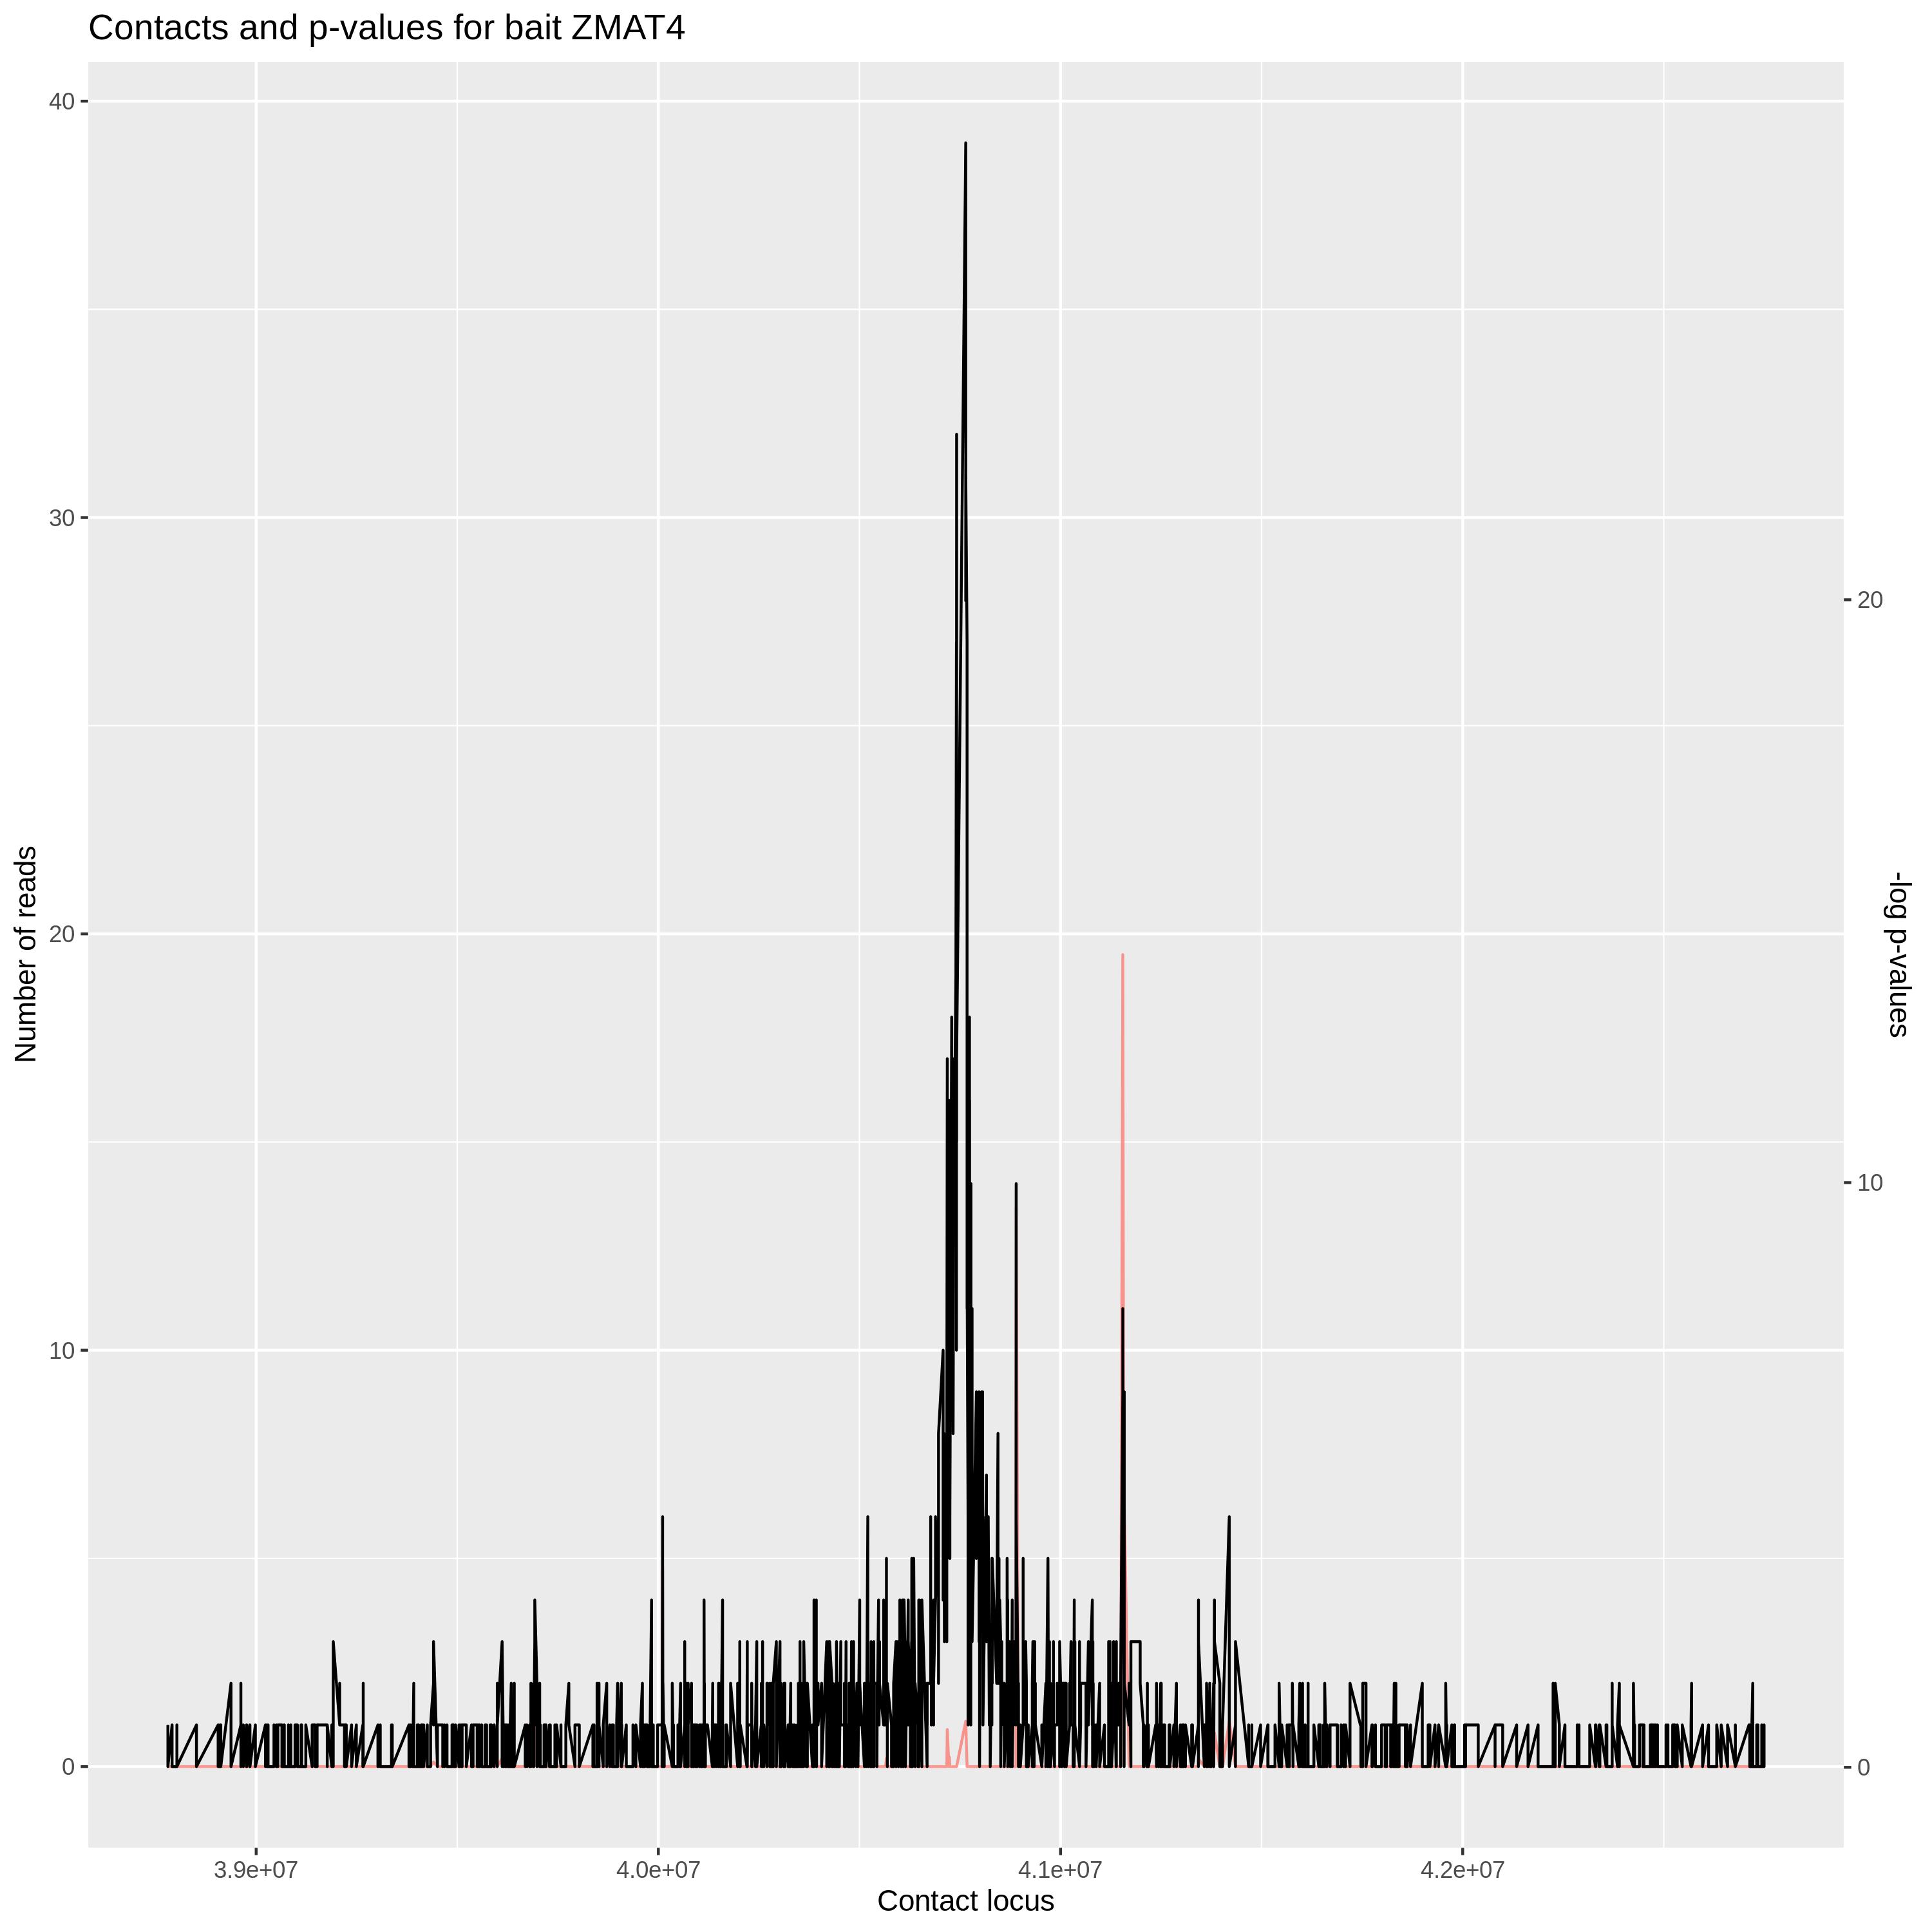 Contacts and p-values for bait ZMAT4
40
30
20
10
0
Number of reads
20
10
0
-log p-values
3.9e+07 4.0e+07 4.1e+07 4.2e+07
Contact locus